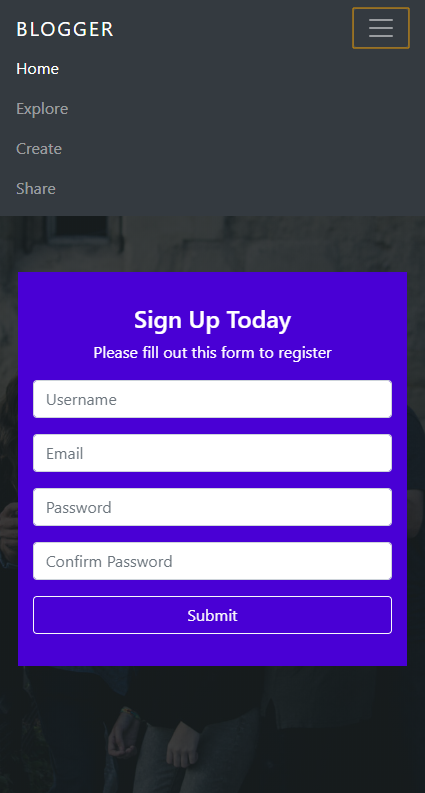 BLOGGER
Home
Explore
Create
Share
Sign Up Today
Please fill out this form to register
Username
Email
Password
Confirm Password
Submit